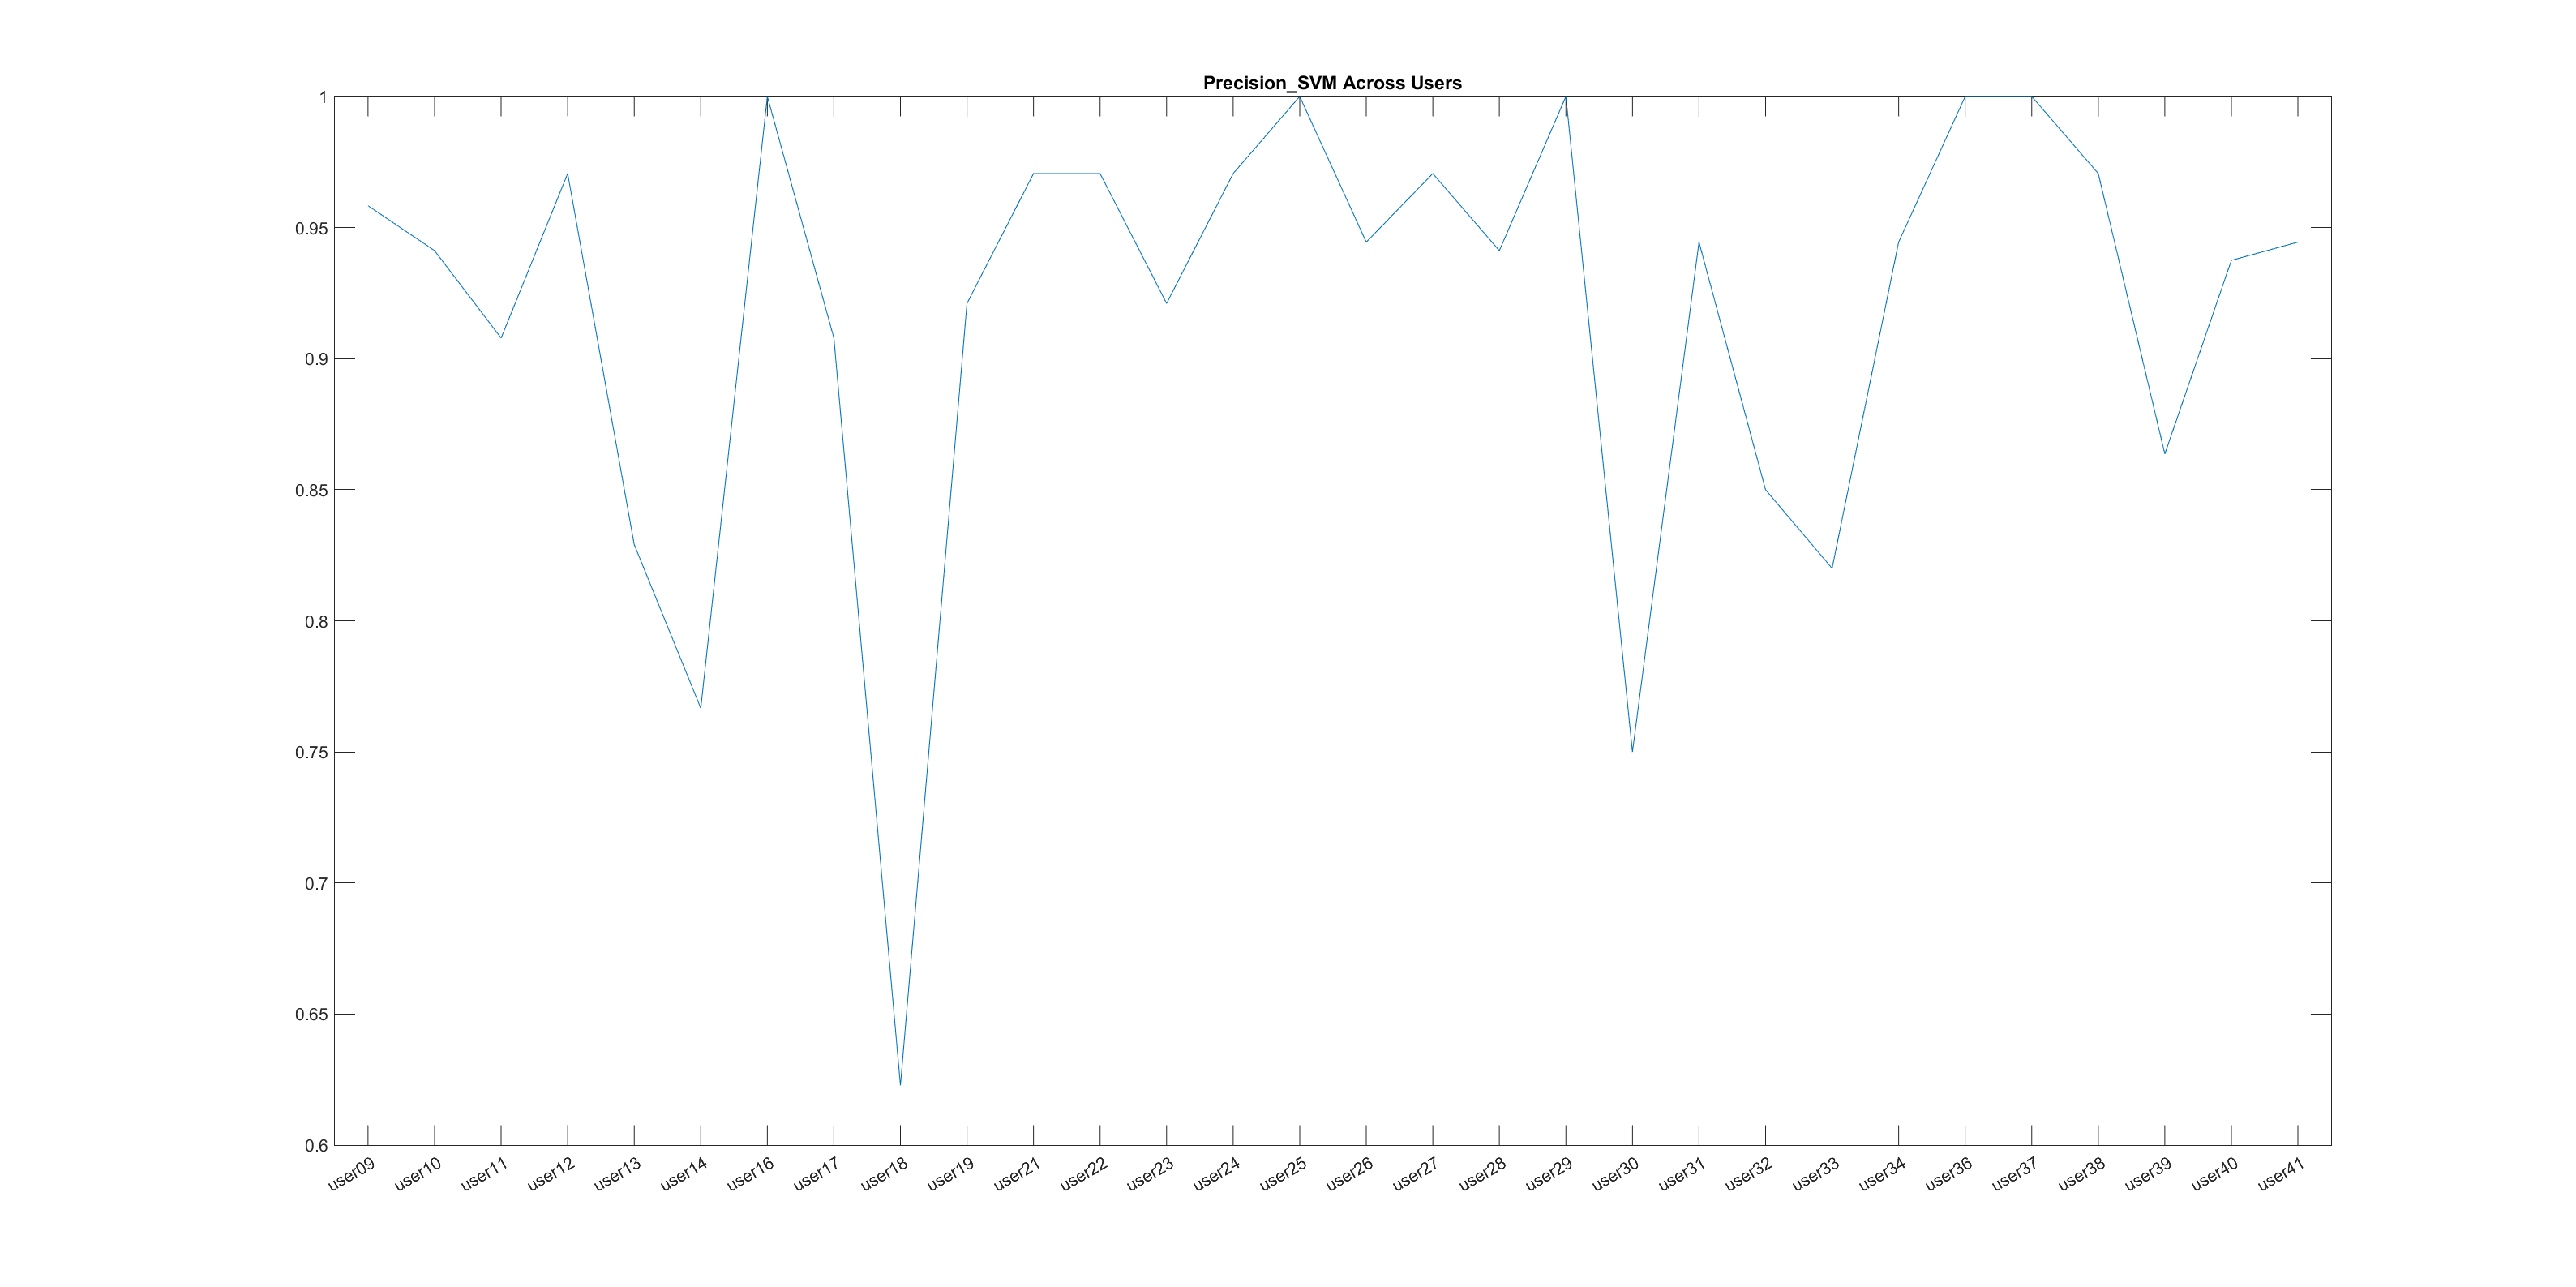 Precision_SVM Across Users
1
0.95
0.9
0.85
0.8
0.75
0.7
0.65
0.6
user09
user10
user11
user12
user13
user14
user16
user17
user18
user19
user21
user22
user23
user24
user25
user26
user27
user28
user29
user30
user31
user32
user33
user34
user36
user37
user38
user39
user40
user41